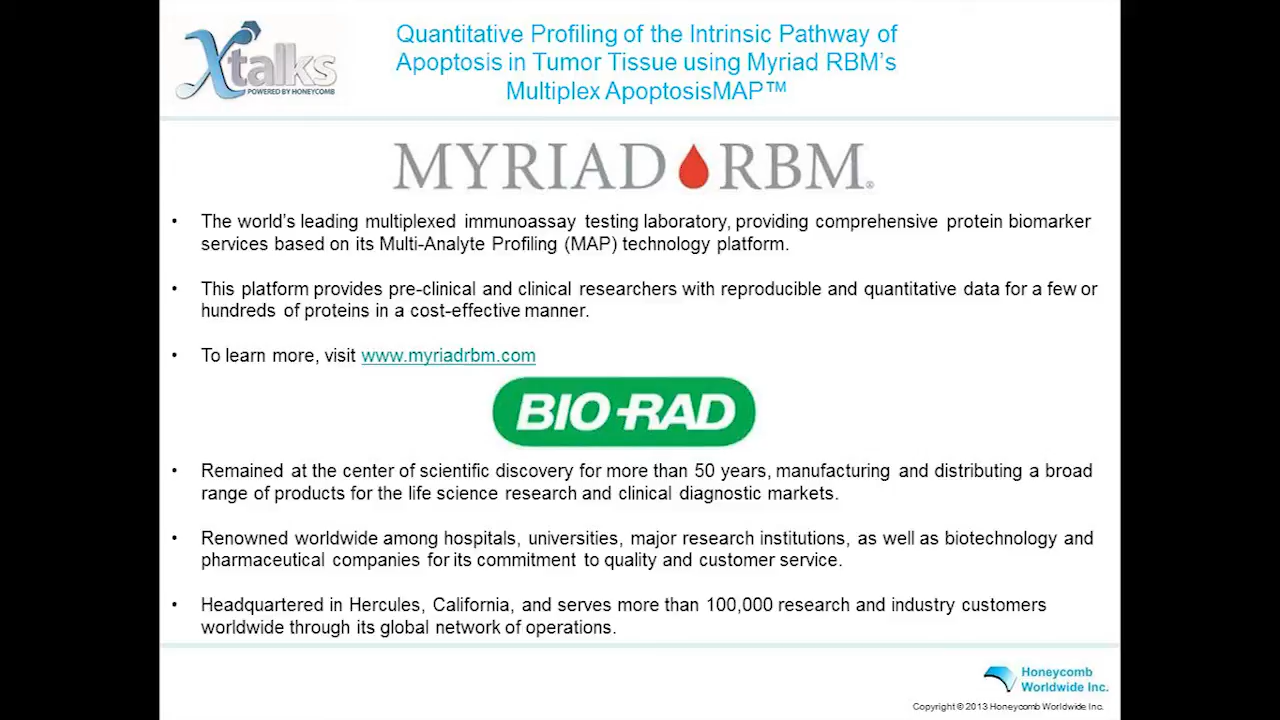 Xtalks
POWERED BY HONEYCOMB
Quantitative Profiling of the Intrinsic Pathway of
Apoptosis in Tumor Tissue using Myriad RBM's
Multiplex ApoptosisMAP™
MYRIAD RBM®
• The world's leading multiplexed immunoassay testing laboratory, providing comprehensive protein biomarker
services based on its Multi-Analyte Profiling (MAP) technology platform.
• This platform provides pre-clinical and clinical researchers with reproducible and quantitative data for a few or
hundreds of proteins in a cost-effective manner.
• To learn more, visit www.myriadrbm.com
BIO-RAD
• Remained at the center of scientific discovery for more than 50 years, manufacturing and distributing a broad
range of products for the life science research and clinical diagnostic markets.
• Renowned worldwide among hospitals, universities, major research institutions, as well as biotechnology and
pharmaceutical companies for its commitment to quality and customer service.
• Headquartered in Hercules, California, and serves more than 100,000 research and industry customers
worldwide through its global network of operations.
Honeycomb
Worldwide Inc.
Copyright © 2013 Honeycomb Worldwide Inc.